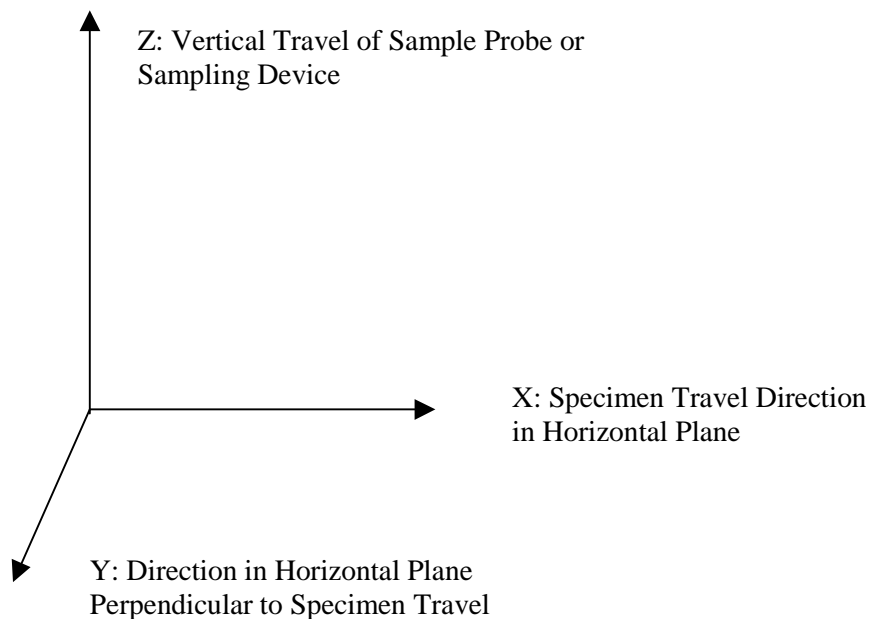 Z: Vertical Travel of Sample Probe or
Sampling Device
X: Specimen Travel Direction
in Horizontal Plane
Y: Direction in Horizontal Plane
Perpendicular to Specimen Travel